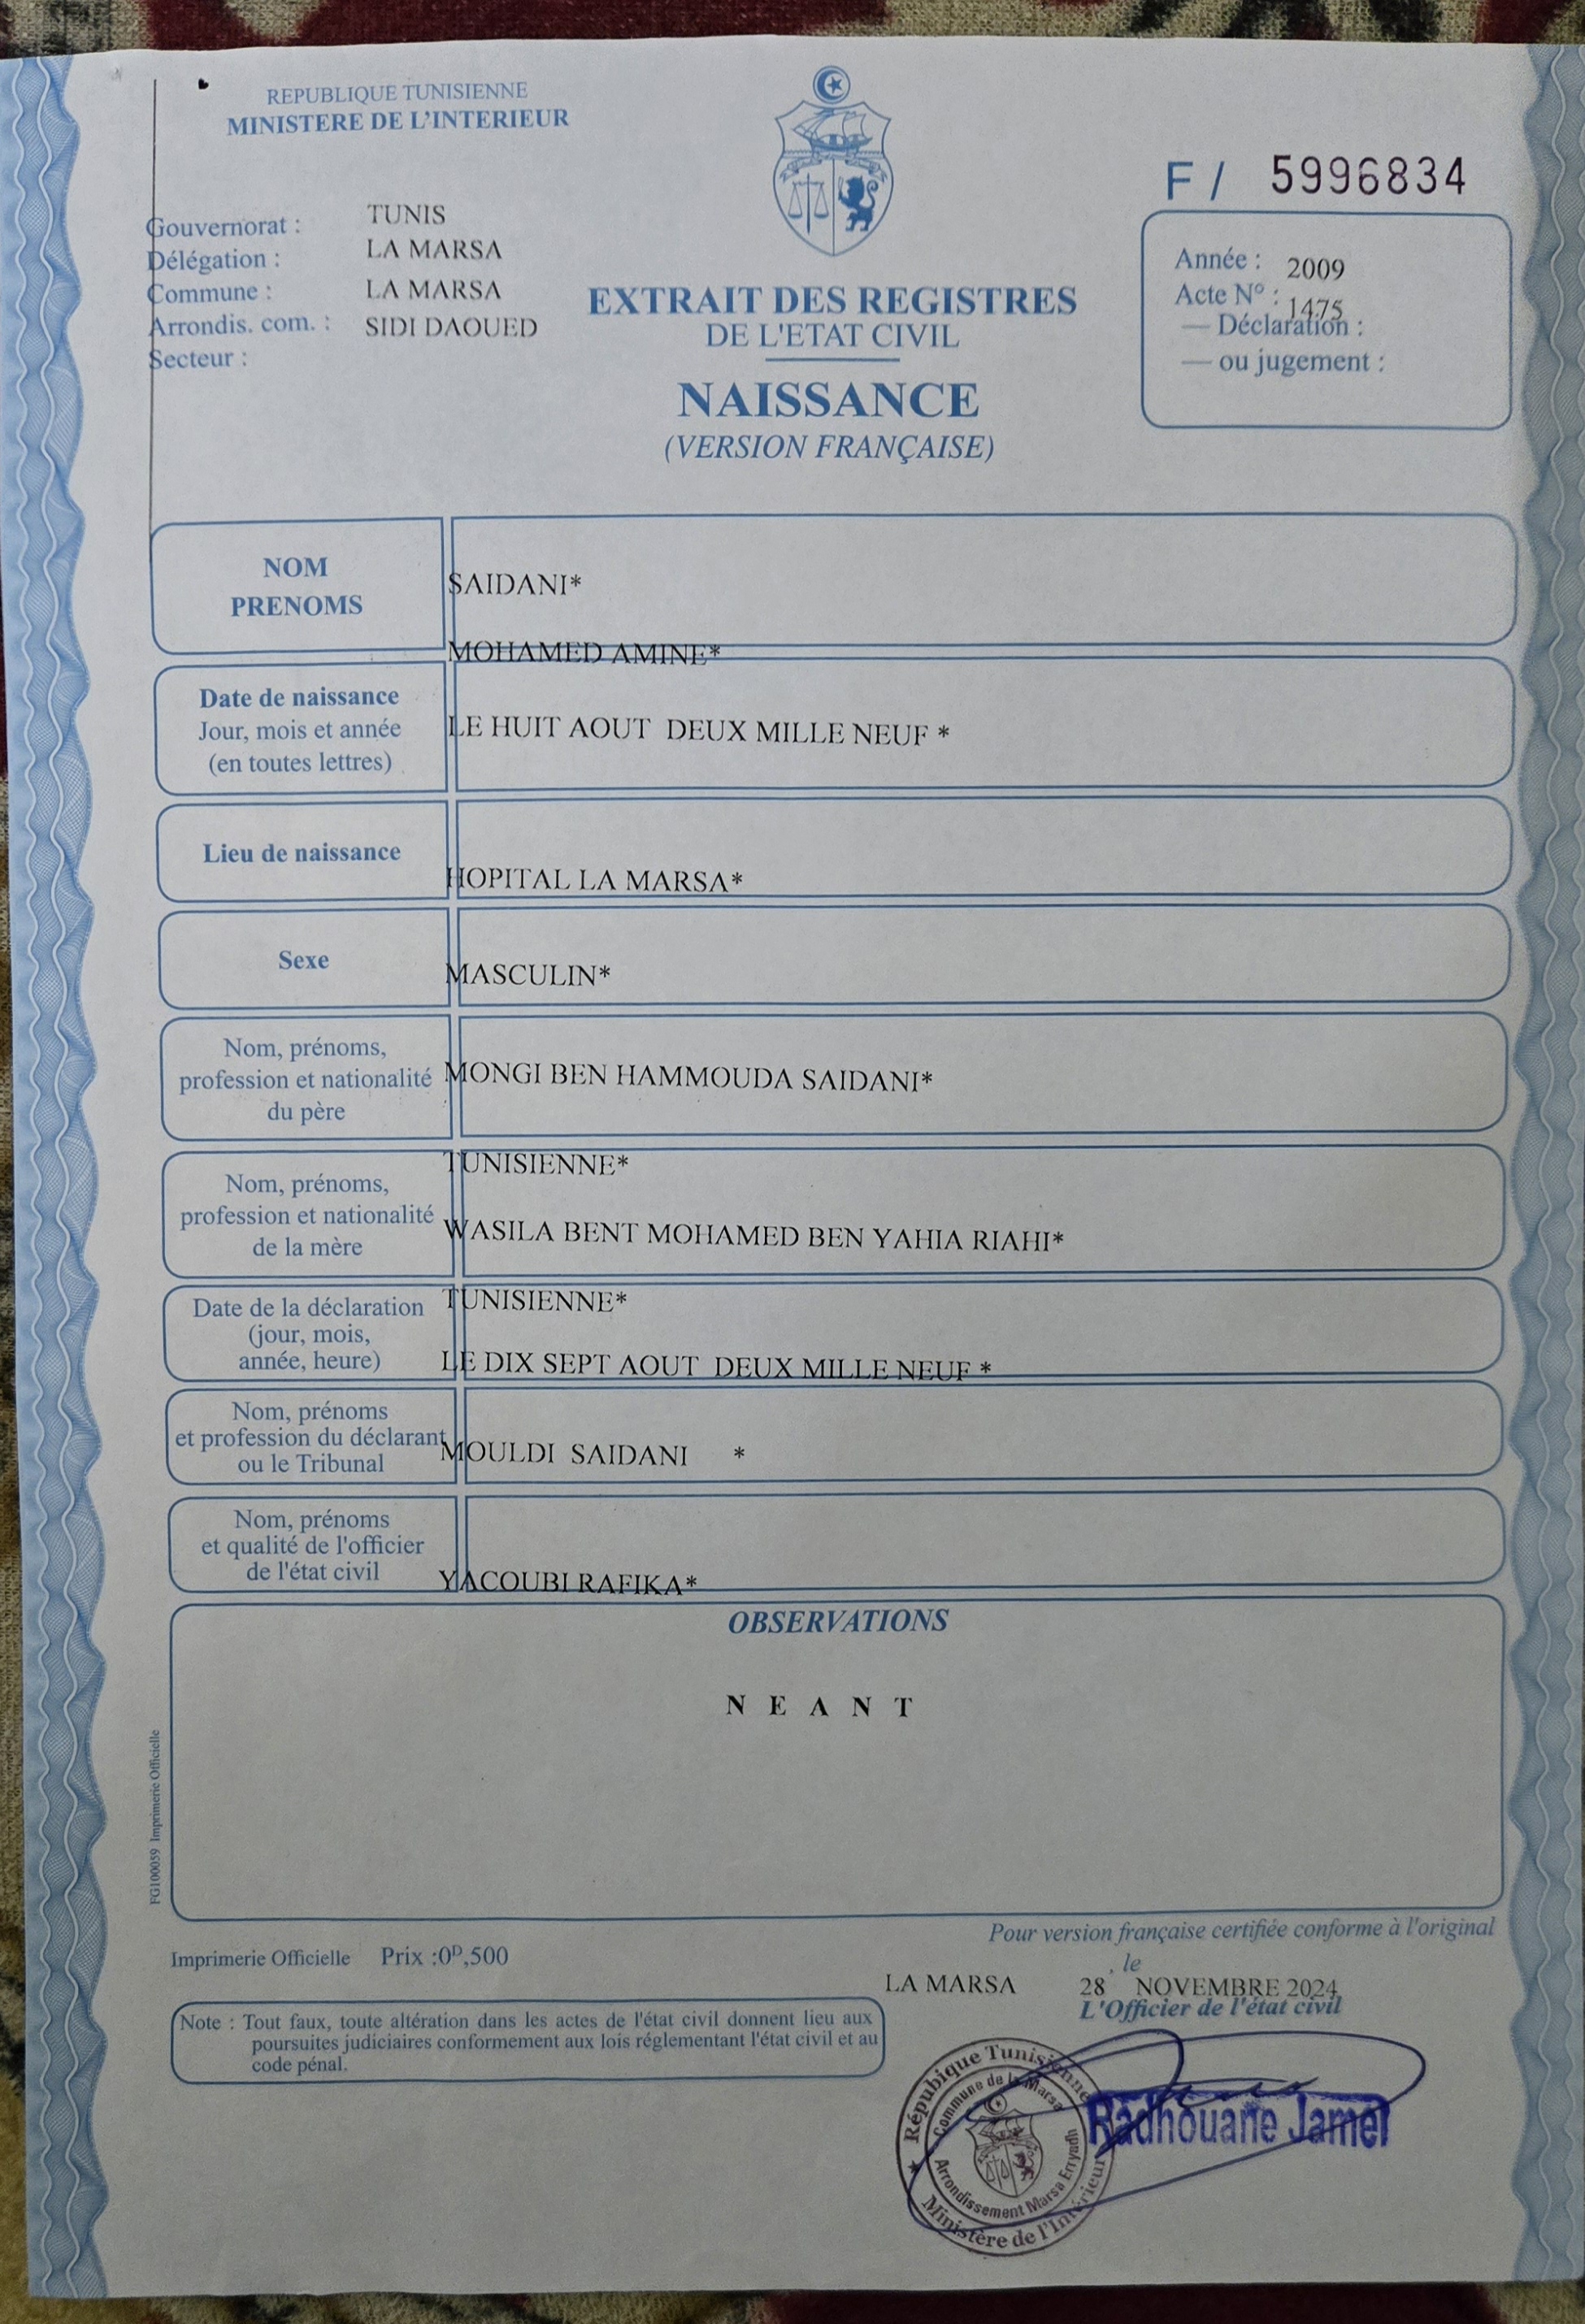 REPUBLIQUE TUNISIENNE
MINISTERE DE L'INTERIEUR
F / 5996834
Gouvernorat : TUNIS
Délégation : LA MARSA
Commune : LA MARSA
Arrondis. com. : SIDI DAOUED
Secteur :
EXTRAIT DES REGISTRES
DE L'ETAT CIVIL
NAISSANCE
(VERSION FRANÇAISE)
Année : 2009
Acte N° : 1475
— Déclaration :
— ou jugement :
NOM
PRENOMS
SAIDANI*
MOHAMED AMINE*
Date de naissance
Jour, mois et année
(en toutes lettres)
LE HUIT AOUT DEUX MILLE NEUF *
Lieu de naissance
HOPITAL LA MARSA*
Sexe
MASCULIN*
Nom, prénoms,
profession et nationalité
du père
MONGI BEN HAMMOUDA SAIDANI*
TUNISIENNE*
Nom, prénoms,
profession et nationalité
de la mère
WASILA BENT MOHAMED BEN YAHIA RIAHI*
TUNISIENNE*
Date de la déclaration
(jour, mois,
année, heure)
LE DIX SEPT AOUT DEUX MILLE NEUF *
Nom, prénoms
et profession du déclarant
ou le Tribunal
MOULDI SAIDANI *
Nom, prénoms
et qualité de l'officier
de l'état civil
YACOUBI RAFIKA*
OBSERVATIONS
N E A N T
FG100059 Imprimerie Officielle
Imprimerie Officielle Prix :0ᴰ,500
Pour version française certifiée conforme à l'original
, le
LA MARSA 28 NOVEMBRE 2024
L'Officier de l'état civil
Note : Tout faux, toute altération dans les actes de l'état civil donnent lieu aux
poursuites judiciaires conformement aux lois réglementant l'état civil et au
code pénal.
Répubique Tunisienne
Commune de la Marsa
Arrondissement Marsa Erryadh
Ministère de l'Intérieur
Radhouane Jamel